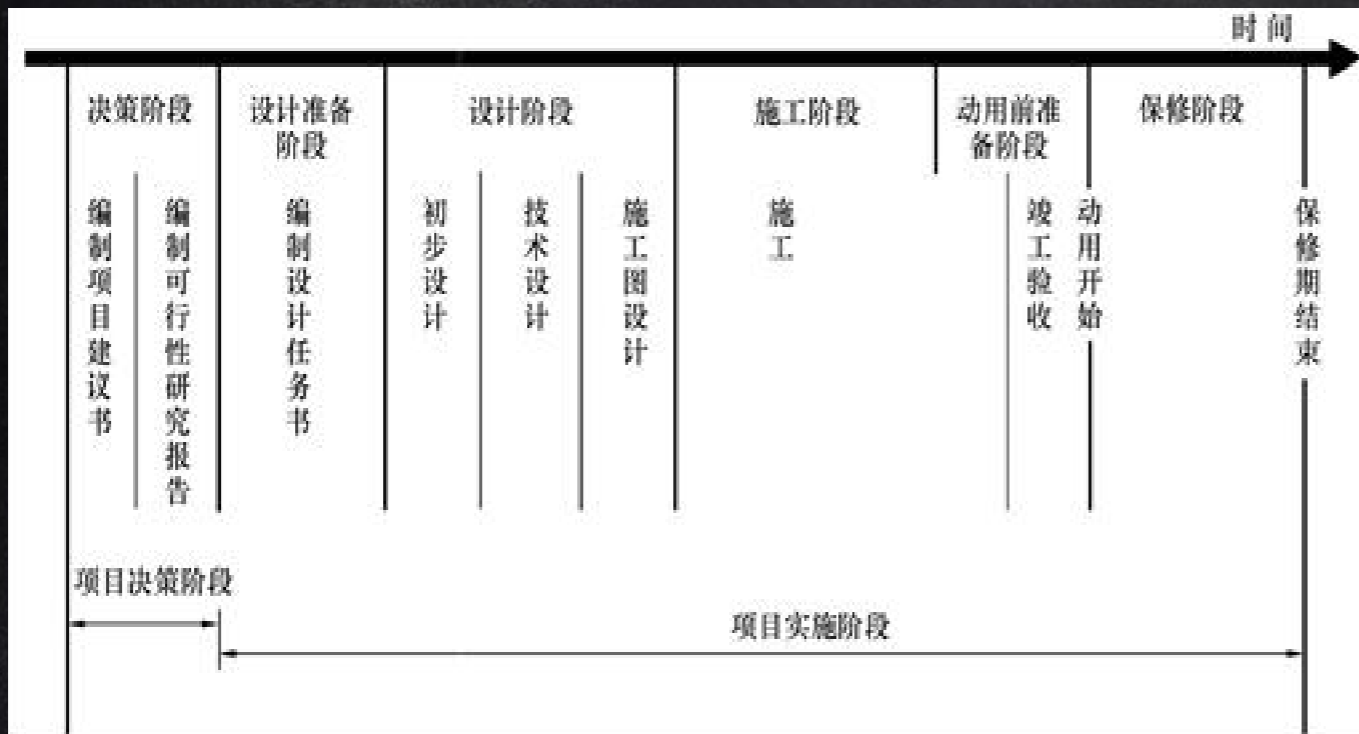 时间
决策阶段
设计准备
阶段
设计阶段
施工阶段
动用前准
备阶段
保修阶段
编制项目建议书
编制可行性研究报告
编制设计任务书
初步设计
技术设计
施工图设计
施工
竣工验收
动用开始
保修期结束
项目决策阶段
项目实施阶段